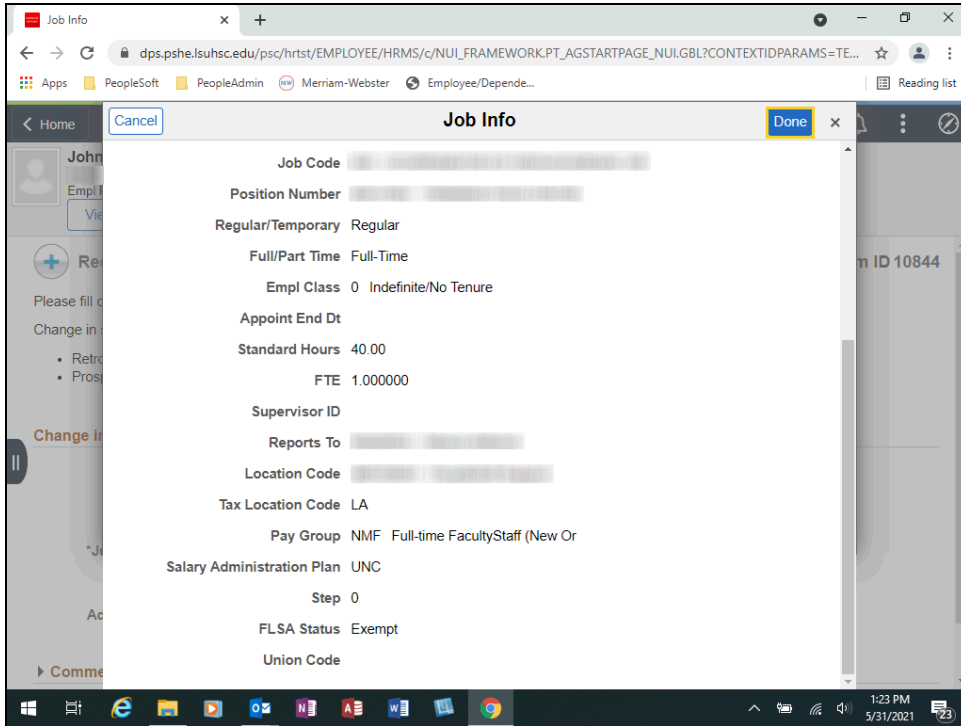 Job Info
dps.pshe.lsuhsc.edu/psc/hrtst/EMPLOYEE/HRMS/c/NUI_FRAMEWORK.PT_AGSTARTPAGE_NUI.GBL?CONTEXTIDPARAMS=TE...
Apps PeopleSoft PeopleAdmin MW Merriam-Webster Employee/Depende... Reading list
Home Cancel Job Info Done
John
Job Code
Empl
Position Number
Vie
Regular/Temporary Regular
Full/Part Time Full-Time
Re
ID 10844
Empl Class 0 Indefinite/No Tenure
Please fill
Appoint End Dt
Change in
Standard Hours 40.00
Retro
Pros
FTE 1.000000
Supervisor ID
Change in
Reports To
Location Code
Tax Location Code LA
Pay Group NMF Full-time FacultyStaff (New Or
*Ju
Salary Administration Plan UNC
Step 0
Ad
FLSA Status Exempt
Union Code
Comme
1:23 PM
5/31/2021
23